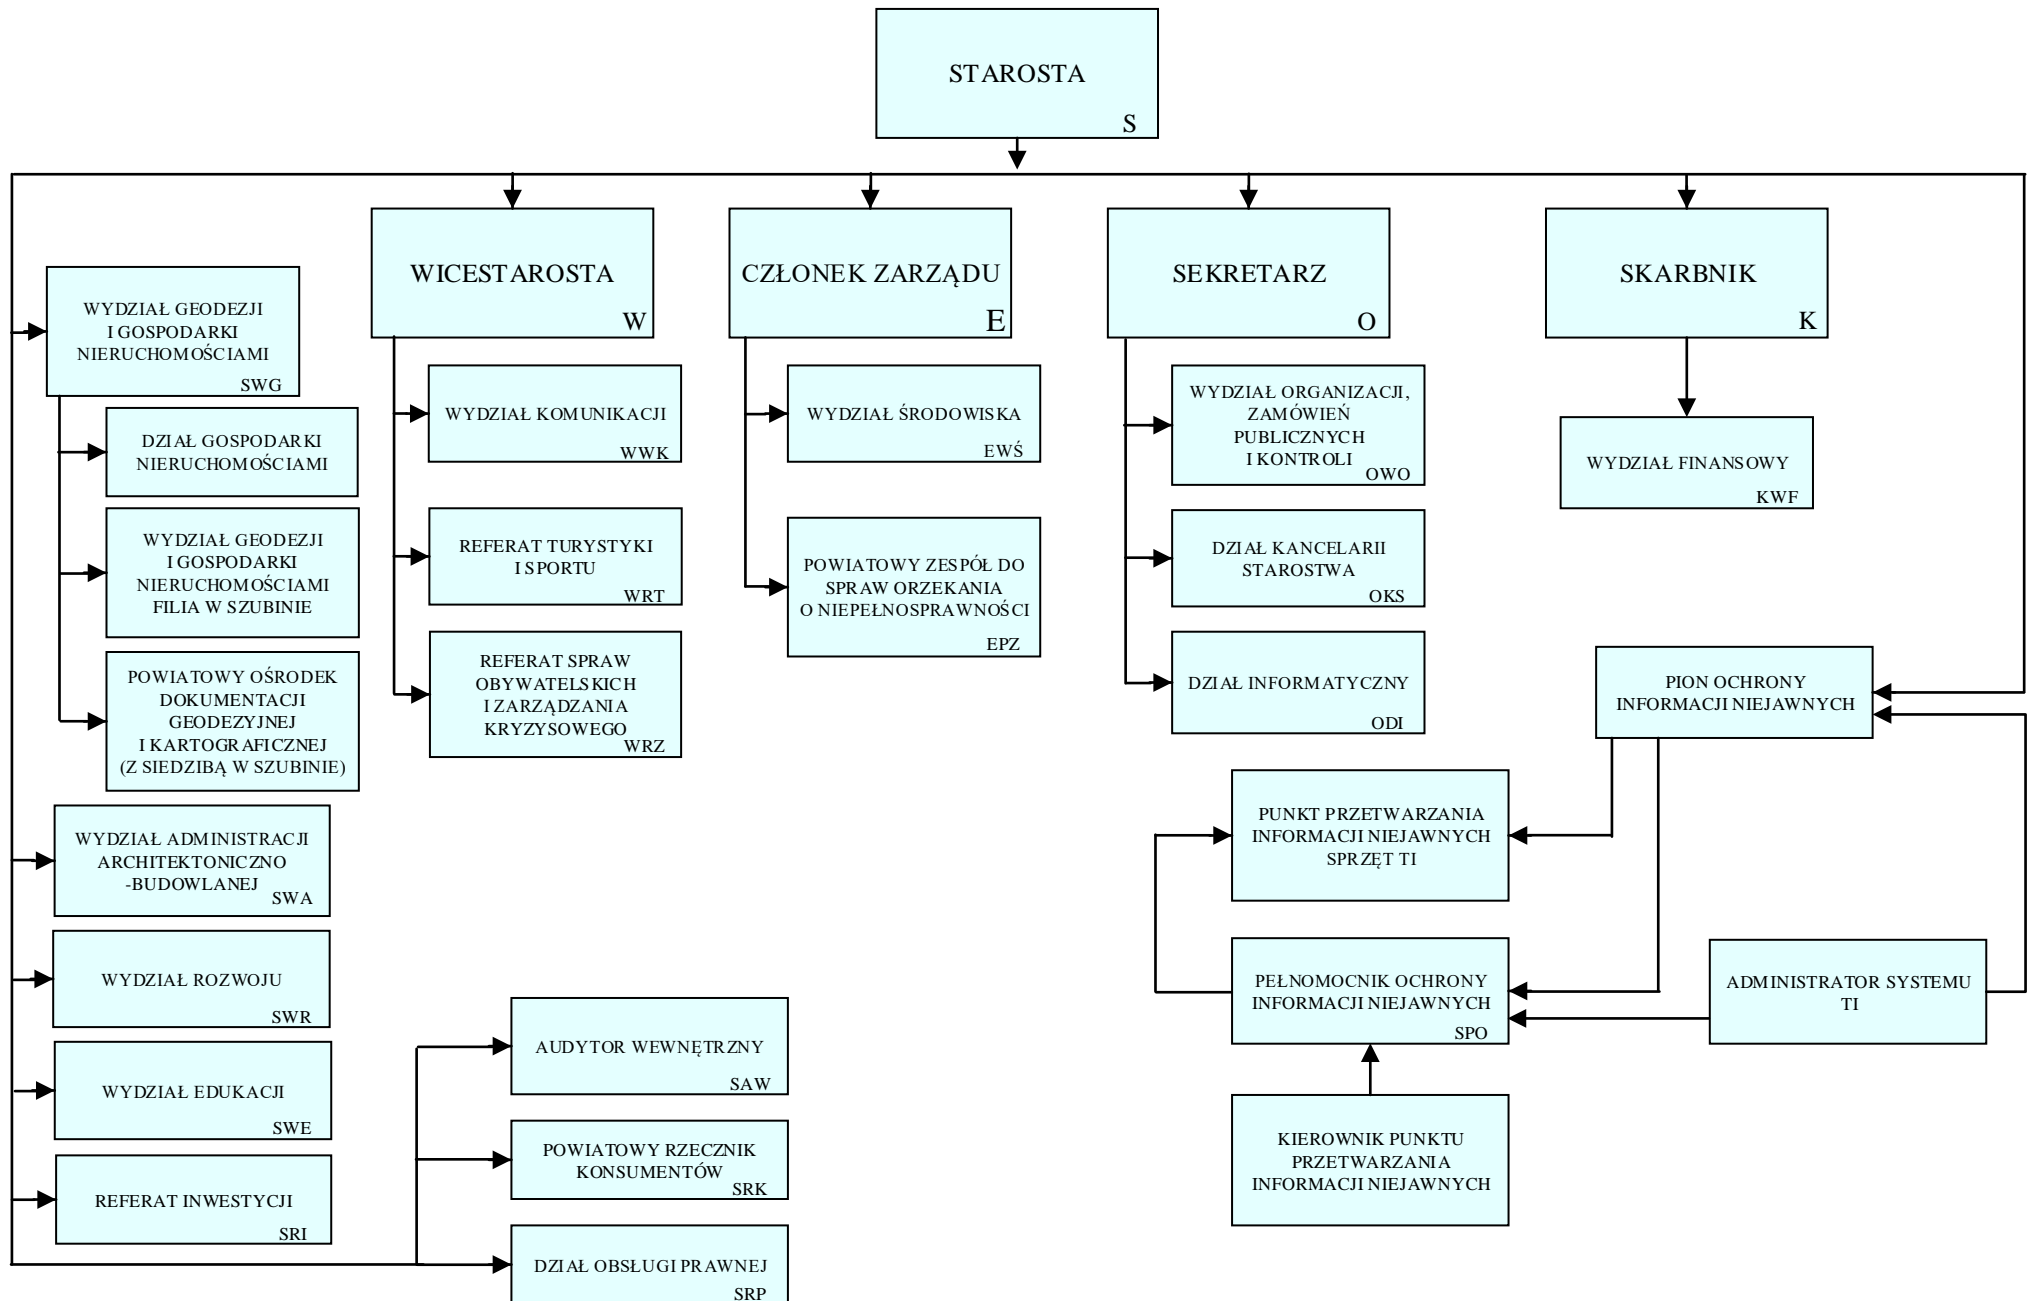 STAROSTA
S
WICESTAROSTA
W
CZŁONEK ZARZĄDU
E
SEKRETARZ
O
SKARBNIK
K
WYDZIAŁ GEODEZJI
I GOSPODARKI
NIERUCHOMOŚCIAMI
SWG
DZIAŁ GOSPODARKI
NIERUCHOMOŚCIAMI
WYDZIAŁ GEODEZJI
I GOSPODARKI
NIERUCHOMOŚCIAMI
FILIA W SZUBINIE
POWIATOWY OŚRODEK
DOKUMENTACJI
GEODEZYJNEJ
I KARTOGRAFICZNEJ
(Z SIEDZIBĄ W SZUBINIE)
WYDZIAŁ ADMINISTRACJI
ARCHITEKTONICZNO
-BUDOWLANEJ
SWA
WYDZIAŁ ROZWOJU
SWR
WYDZIAŁ EDUKACJI
SWE
REFERAT INWESTYCJI
SRI
WYDZIAŁ KOMUNIKACJI
WWK
REFERAT TURYSTYKI
I SPORTU
WRT
REFERAT SPRAW
OBYWATELSKICH
I ZARZĄDZANIA
KRYZYSOWEGO
WRZ
WYDZIAŁ ŚRODOWISKA
EWŚ
POWIATOWY ZESPÓŁ DO
SPRAW ORZEKANIA
O NIEPEŁNOSPRAWNOŚCI
EPZ
WYDZIAŁ ORGANIZACJI,
ZAMÓWIEŃ
PUBLICZNYCH
I KONTROLI
OWO
DZIAŁ KANCELARII
STAROSTWA
OKS
DZIAŁ INFORMATYCZNY
ODI
WYDZIAŁ FINANSOWY
KWF
PION OCHRONY
INFORMACJI NIEJAWNYCH
PUNKT PRZETWARZANIA
INFORMACJI NIEJAWNYCH
SPRZĘT TI
PEŁNOMOCNIK OCHRONY
INFORMACJI NIEJAWNYCH
SPO
ADMINISTRATOR SYSTEMU
TI
KIEROWNIK PUNKTU
PRZETWARZANIA
INFORMACJI NIEJAWNYCH
AUDYTOR WEWNĘTRZNY
SAW
POWIATOWY RZECZNIK
KONSUMENTÓW
SRK
DZIAŁ OBSŁUGI PRAWNEJ
SRP